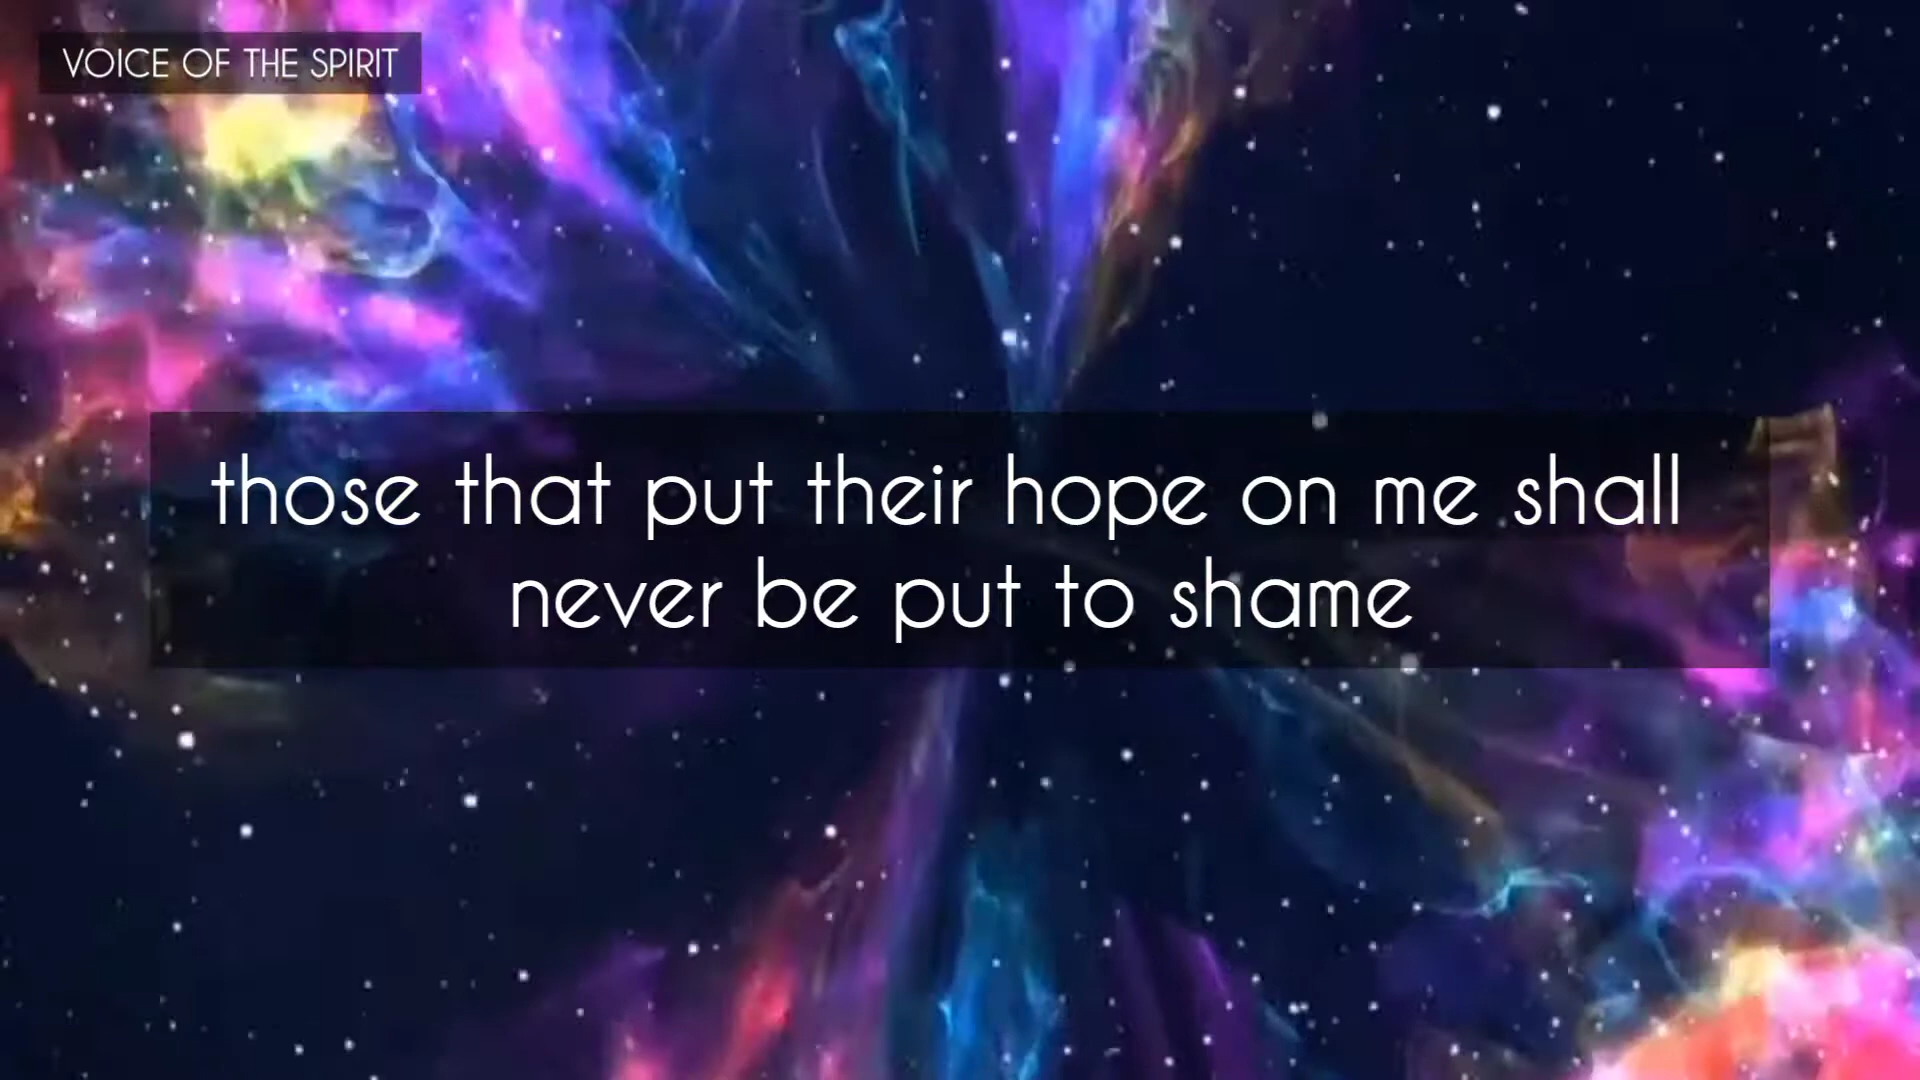 VOICE OF THE SPIRIT
those that put their hope on me shall
never be put to shame